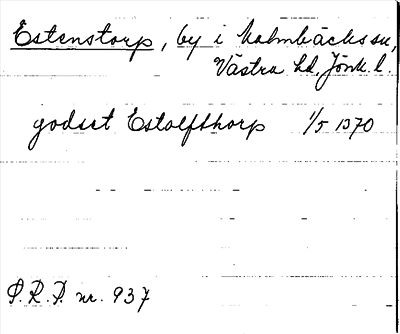 Estenstorp, by i Malmbäcks sn,
Västra hd, Jönk. l.
godset Estolfthorp 1/5 1370
S.R.P. nr. 937